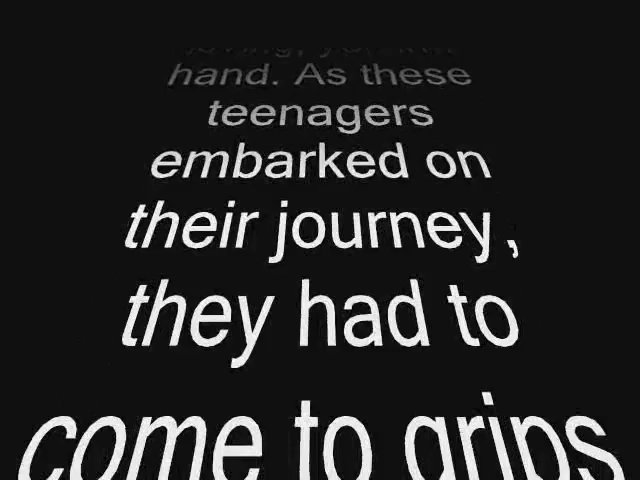 hand. As these
teenagers
embarked on
their journey,
they had to
come to grips